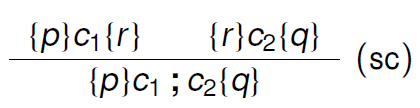 {p}c₁{r} {r}c₂{q}
{p}c₁ ; c₂{q} (sc)